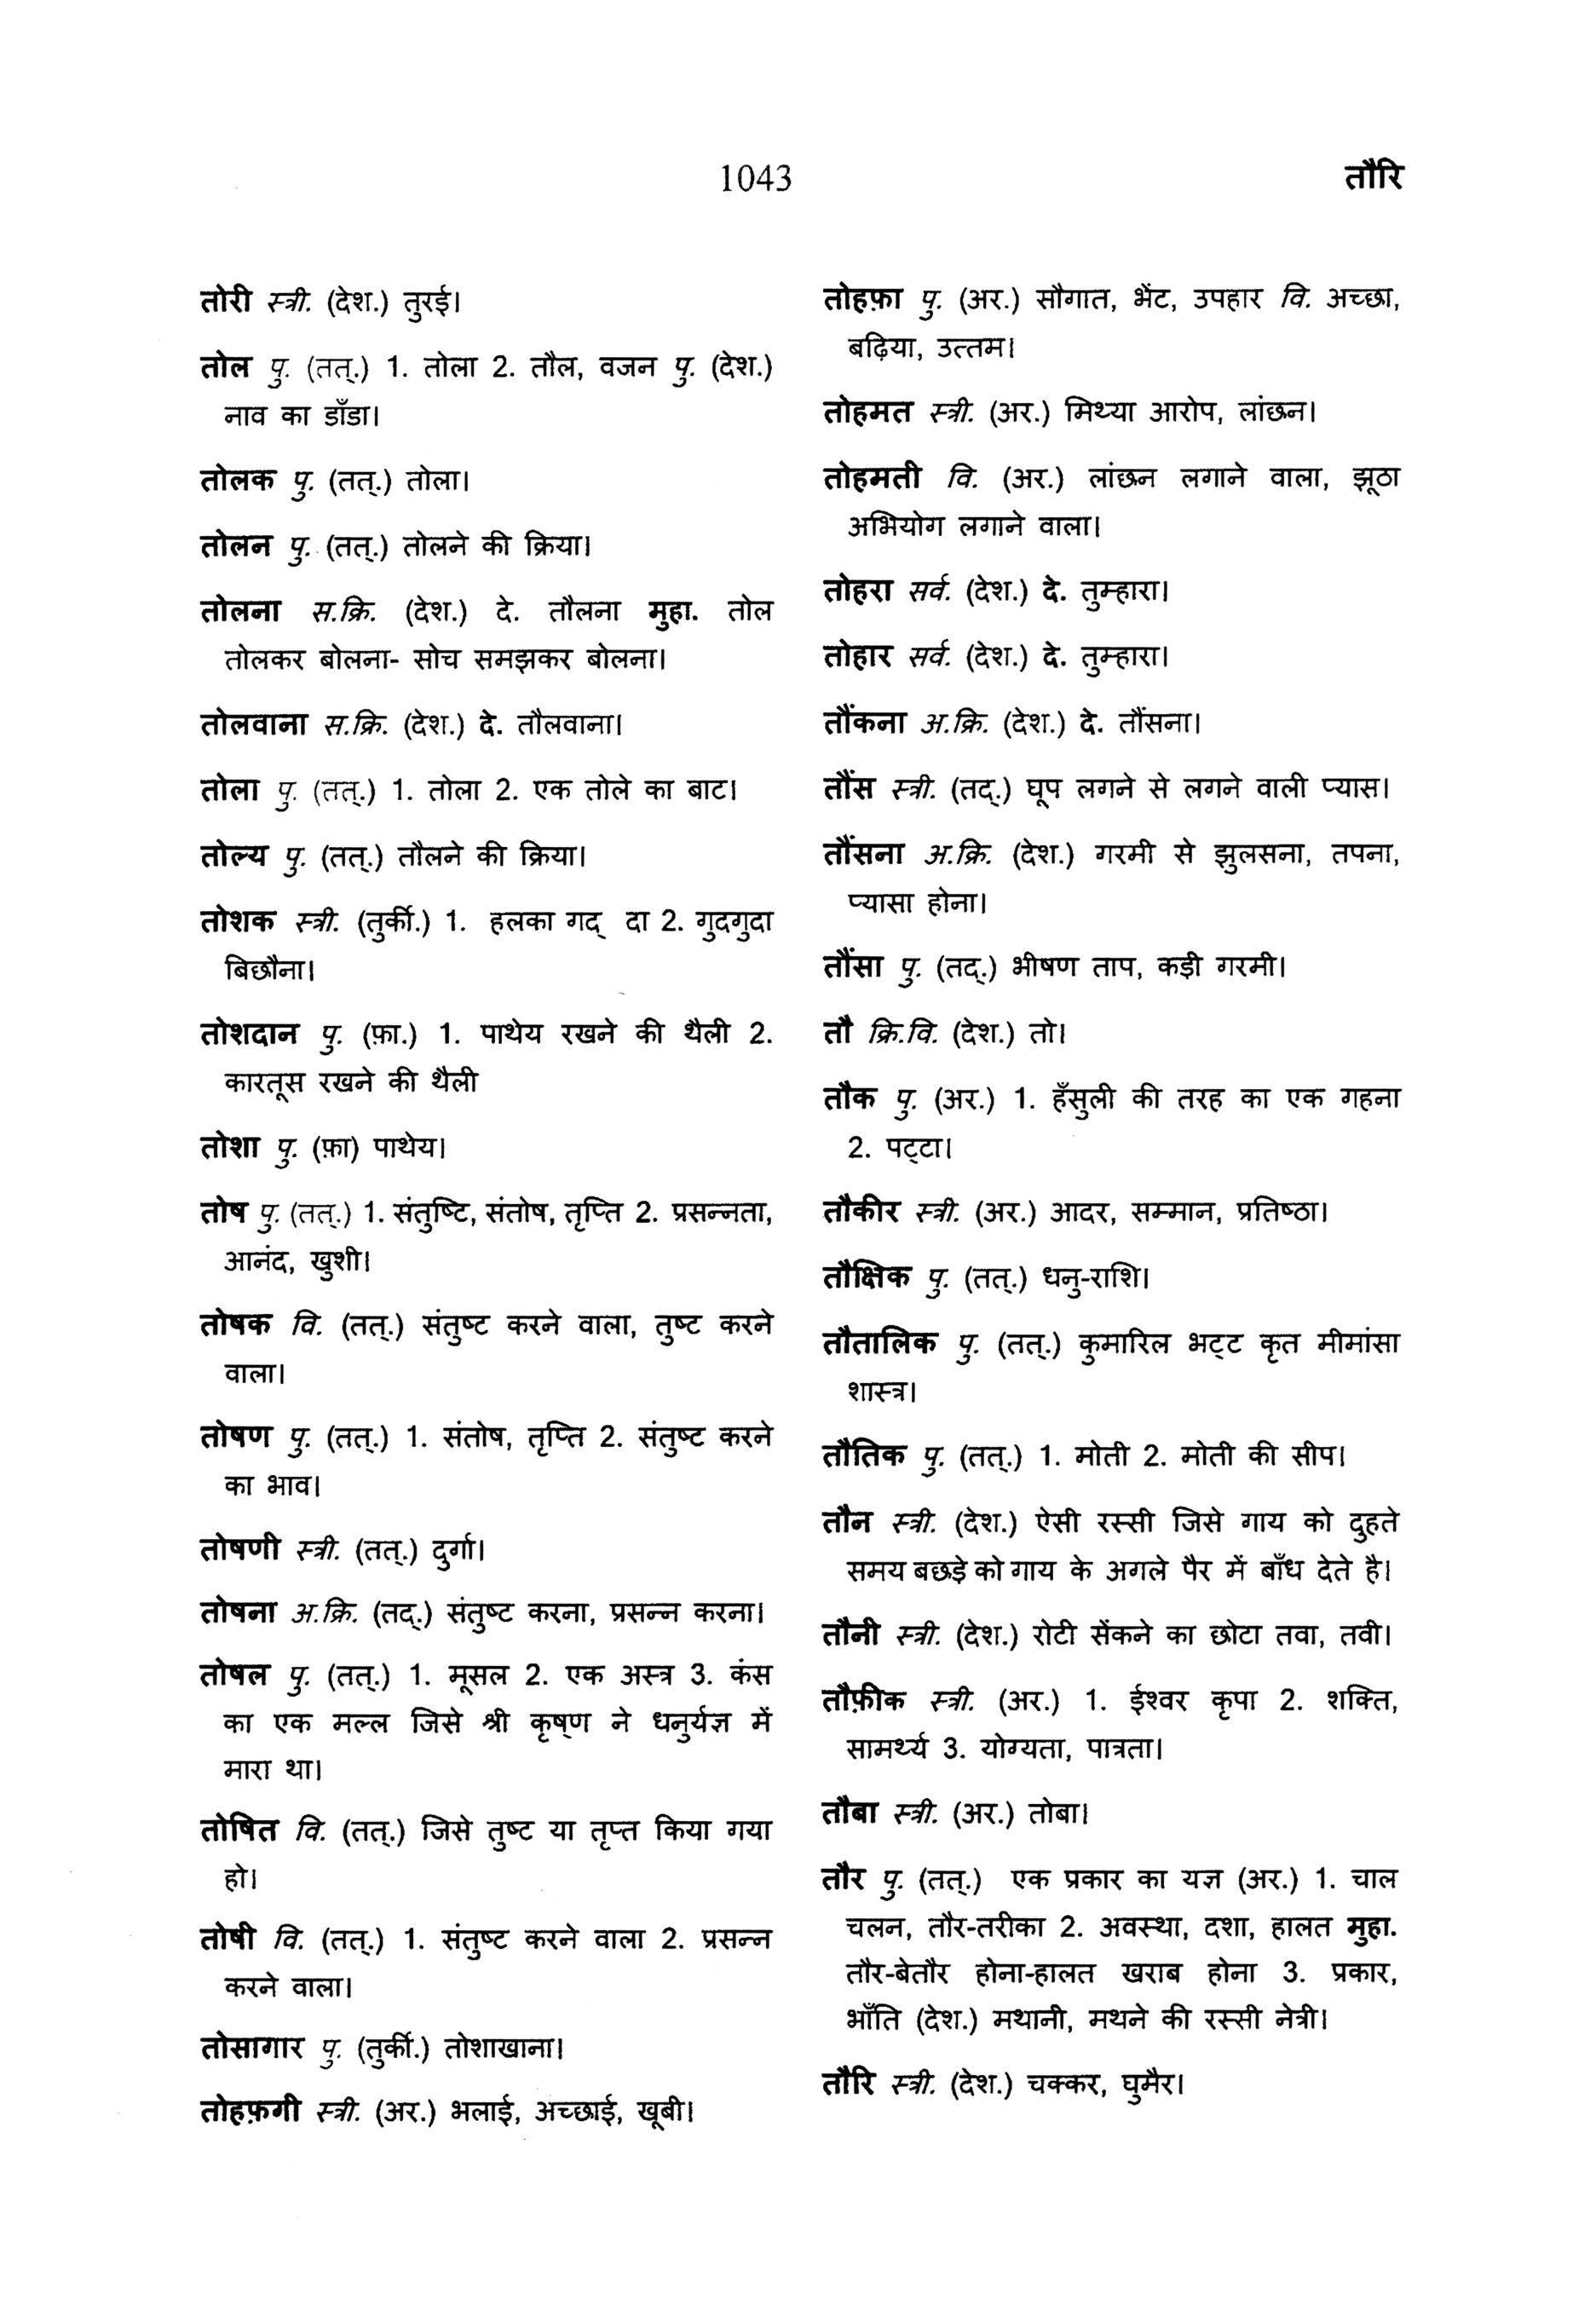 1043
तौरि
तोरी स्त्री. (देश.) तुरई।
तोल पु. (तत्.) 1. तोला 2. तौल, वजन पु. (देश.)
नाव का डाँडा।
तोलक पु. (तत्.) तोला।
तोलन पु. (तत्.) तोलने की क्रिया।
तोलना स.क्रि. (देश.) दे. तौलना मुहा. तोल
तोलकर बोलना- सोच समझकर बोलना।
तोलवाना स.क्रि. (देश.) दे. तौलवाना।
तोला पु. (तत्.) 1. तोला 2. एक तोले का बाट।
तोल्य पु. (तत्.) तौलने की क्रिया।
तोशक स्त्री. (तुर्की.) 1. हलका गद् दा 2. गुदगुदा
बिछौना।
तोशदान पु. (फ़ा.) 1. पाथेय रखने की थैली 2.
कारतूस रखने की थैली
तोशा पु. (फ़ा) पाथेय।
तोष पु. (तत्.) 1. संतुष्टि, संतोष, तृप्ति 2. प्रसन्नता,
आनंद, खुशी।
तोषक वि. (तत्.) संतुष्ट करने वाला, तुष्ट करने
वाला।
तोषण पु. (तत्.) 1. संतोष, तृप्ति 2. संतुष्ट करने
का भाव।
तोषणी स्त्री. (तत्.) दुर्गा।
तोषना अ.क्रि. (तद्.) संतुष्ट करना, प्रसन्न करना।
तोषल पु. (तत्.) 1. मूसल 2. एक अस्त्र 3. कंस
का एक मल्ल जिसे श्री कृष्ण ने धनुर्यज्ञ में
मारा था।
तोषित वि. (तत्.) जिसे तुष्ट या तृप्त किया गया
हो।
तोषी वि. (तत्.) 1. संतुष्ट करने वाला 2. प्रसन्न
करने वाला।
तोसागार पु. (तुर्की.) तोशाखाना।
तोहफ़गी स्त्री. (अर.) भलाई, अच्छाई, खूबी।
तोहफ़ा पु. (अर.) सौगात, भेंट, उपहार वि. अच्छा,
बढ़िया, उत्तम।
तोहमत स्त्री. (अर.) मिथ्या आरोप, लांछन।
तोहमती वि. (अर.) लांछन लगाने वाला, झूठा
अभियोग लगाने वाला।
तोहरा सर्व. (देश.) दे. तुम्हारा।
तोहार सर्व. (देश.) दे. तुम्हारा।
तौंकना अ.क्रि. (देश.) दे. तौंसना।
तौंस स्त्री. (तद्.) घूप लगने से लगने वाली प्यास।
तौंसना अ.क्रि. (देश.) गरमी से झुलसना, तपना,
प्यासा होना।
तौंसा पु. (तद्.) भीषण ताप, कड़ी गरमी।
तौ क्रि.वि. (देश.) तो।
तौक पु. (अर.) 1. हँसुली की तरह का एक गहना
2. पट्टा।
तौकीर स्त्री. (अर.) आदर, सम्मान, प्रतिष्ठा।
तौक्षिक पु. (तत्.) धनु-राशि।
तौतालिक पु. (तत्.) कुमारिल भट्ट कृत मीमांसा
शास्त्र।
तौतिक पु. (तत्.) 1. मोती 2. मोती की सीप।
तौन स्त्री. (देश.) ऐसी रस्सी जिसे गाय को दुहते
समय बछड़े को गाय के अगले पैर में बाँध देते है।
तौनी स्त्री. (देश.) रोटी सेंकने का छोटा तवा, तवी।
तौफ़ीक स्त्री. (अर.) 1. ईश्वर कृपा 2. शक्ति,
सामर्थ्य 3. योग्यता, पात्रता।
तौबा स्त्री. (अर.) तोबा।
तौर पु. (तत्.) एक प्रकार का यज्ञ (अर.) 1. चाल
चलन, तौर-तरीका 2. अवस्था, दशा, हालत मुहा.
तौर-बेतौर होना-हालत खराब होना 3. प्रकार,
भाँति (देश.) मथानी, मथने की रस्सी नेत्री।
तौरि स्त्री. (देश.) चक्कर, घुमैर।